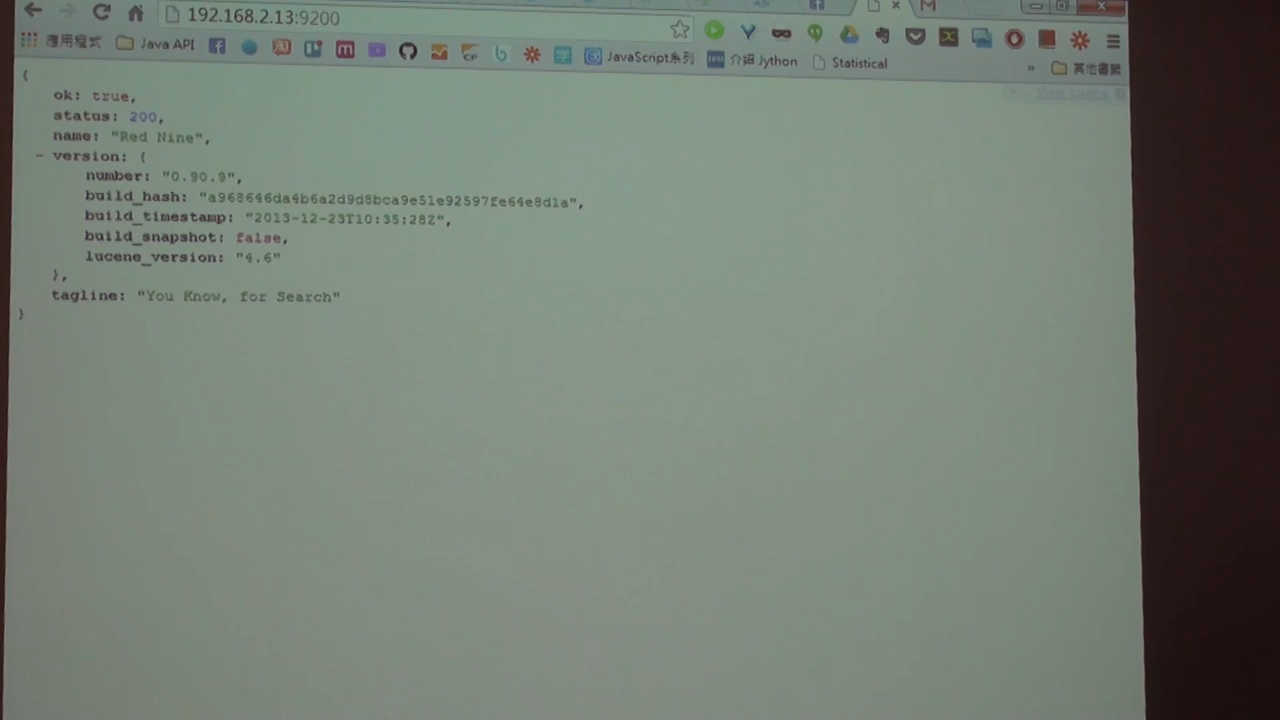 192.168.2.13:9200
應用程式 Java API JavaScript系列 介紹 Jython Statistical » 其他書籤
View source
{
ok: true,
status: 200,
name: "Red Nine",
- version: {
number: "0.90.9",
build_hash: "a968646da4b6a2d9d8bca9e51e92597fe64e8d1a",
build_timestamp: "2013-12-23T10:35:28Z",
build_snapshot: false,
lucene_version: "4.6"
},
tagline: "You Know, for Search"
}